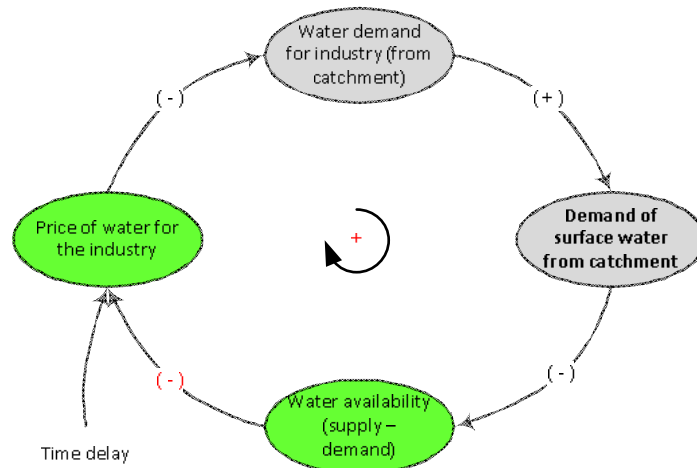 Water demand
for industry (from
catchment)
(-)
(+)
Price of water for
the industry
+
Demand of
surface water
from catchment
(-)
(-)
Water availability
(supply –
demand)
Time delay